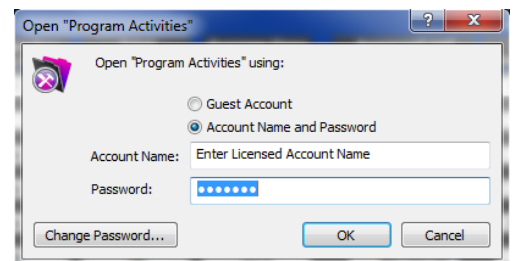 Open "Program Activities"
?
X
Open "Program Activities" using:
Guest Account
Account Name and Password
Account Name: Enter Licensed Account Name
Password: •••••••
Change Password...
OK
Cancel